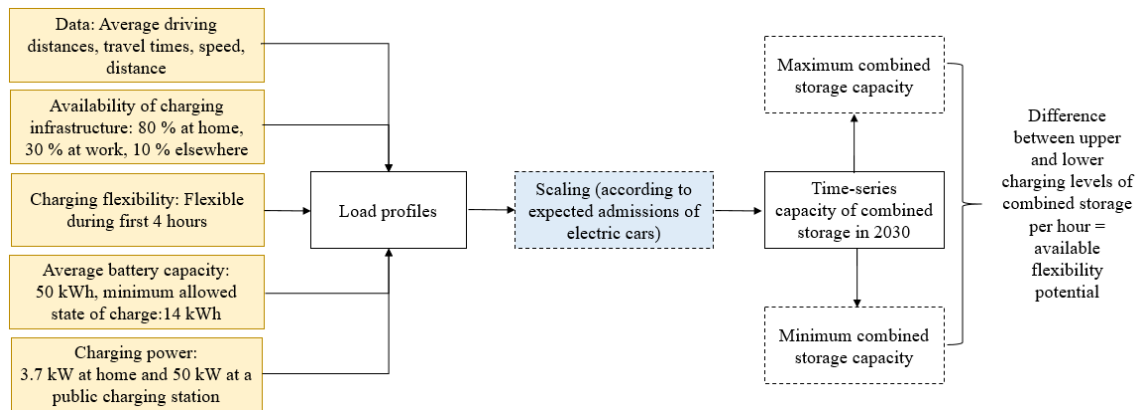 Data: Average driving
distances, travel times, speed,
distance
Availability of charging
infrastructure: 80 % at home,
30 % at work, 10 % elsewhere
Charging flexibility: Flexible
during first 4 hours
Average battery capacity:
50 kWh, minimum allowed
state of charge:14 kWh
Charging power:
3.7 kW at home and 50 kW at a
public charging station
Load profiles
Scaling (according to
expected admissions of
electric cars)
Maximum combined
storage capacity
Time-series
capacity of combined
storage in 2030
Minimum combined
storage capacity
Difference
between upper
and lower
charging levels of
combined storage
per hour =
available
flexibility
potential